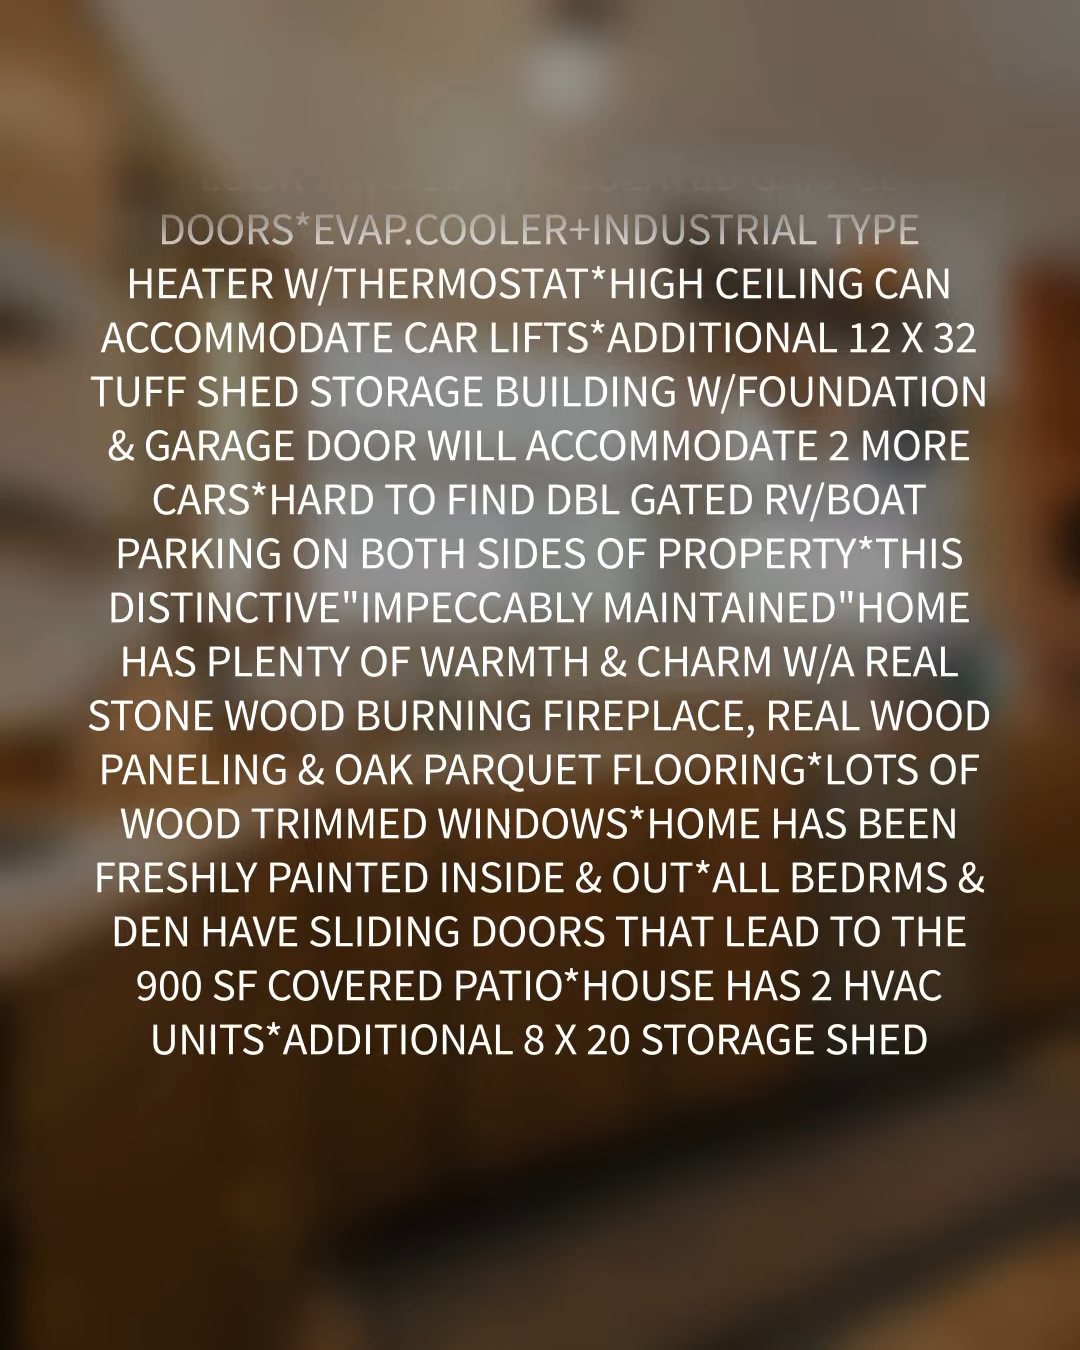 DOORS*EVAP.COOLER+INDUSTRIAL TYPE
HEATER W/THERMOSTAT*HIGH CEILING CAN
ACCOMMODATE CAR LIFTS*ADDITIONAL 12 X 32
TUFF SHED STORAGE BUILDING W/FOUNDATION
& GARAGE DOOR WILL ACCOMMODATE 2 MORE
CARS*HARD TO FIND DBL GATED RV/BOAT
PARKING ON BOTH SIDES OF PROPERTY*THIS
DISTINCTIVE"IMPECCABLY MAINTAINED"HOME
HAS PLENTY OF WARMTH & CHARM W/A REAL
STONE WOOD BURNING FIREPLACE, REAL WOOD
PANELING & OAK PARQUET FLOORING*LOTS OF
WOOD TRIMMED WINDOWS*HOME HAS BEEN
FRESHLY PAINTED INSIDE & OUT*ALL BEDRMS &
DEN HAVE SLIDING DOORS THAT LEAD TO THE
900 SF COVERED PATIO*HOUSE HAS 2 HVAC
UNITS*ADDITIONAL 8 X 20 STORAGE SHED